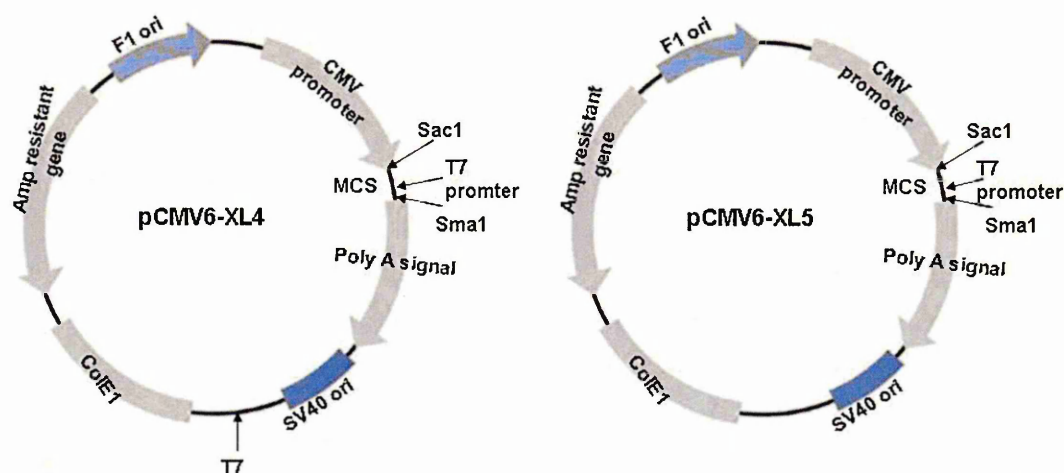 F1 ori
CMV
promoter
Sac1
T7
promter
MCS
Sma1
Amp resistant
gene
pCMV6-XL4
Poly A signal
ColE1
SV40 ori
T7
F1 ori
CMV
promoter
Sac1
T7
promoter
MCS
Sma1
Amp resistant
gene
pCMV6-XL5
Poly A signal
ColE1
SV40 ori